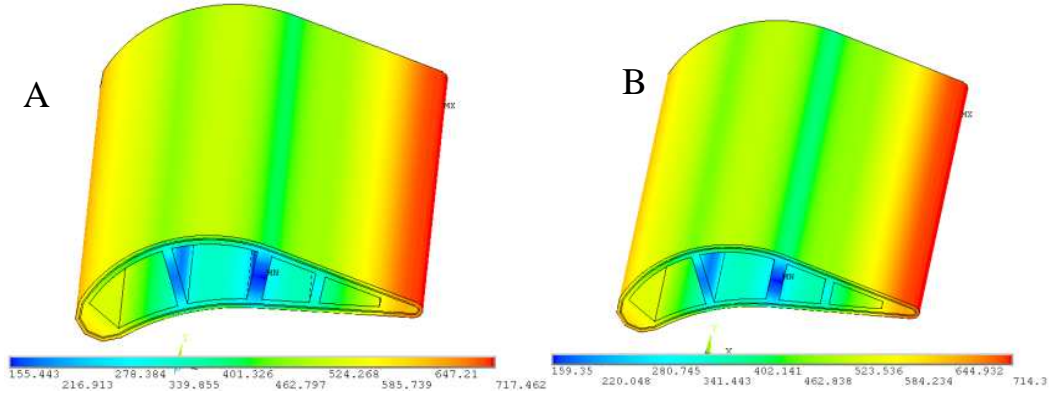 A
B
MX
MX
MN
MN
Y
X
155.443 278.384 401.326 524.268 647.21
216.913 339.855 462.797 585.739 717.462
159.35 280.745 402.141 523.536 644.932
220.048 341.443 462.838 584.234 714.3